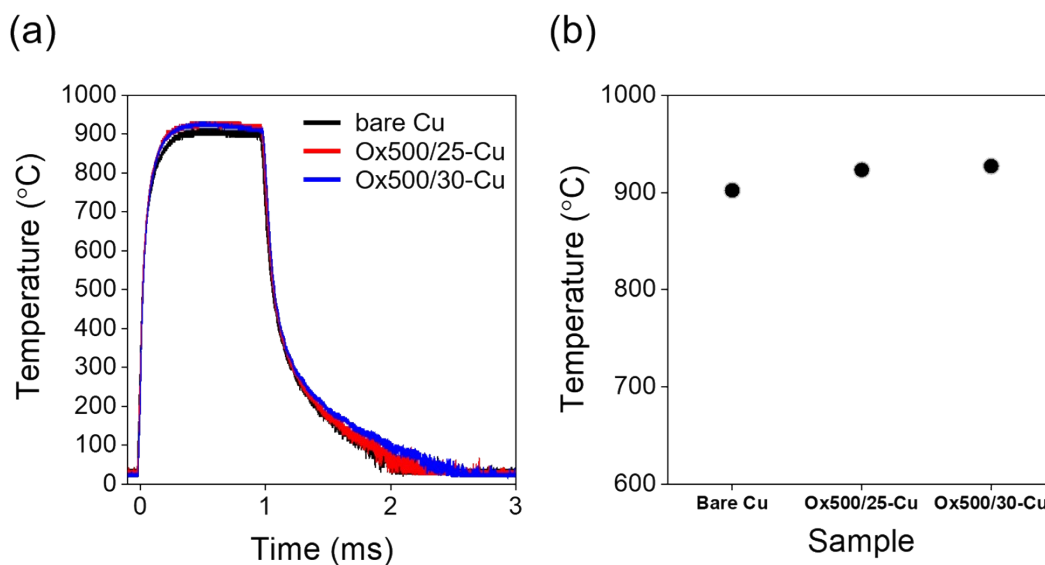 (a)
Temperature (°C)
1000
900
800
700
600
500
400
300
200
100
0
bare Cu
Ox500/25-Cu
Ox500/30-Cu
0 1 2 3
Time (ms)
(b)
Temperature (°C)
1000
900
800
700
600
Bare Cu Ox500/25-Cu Ox500/30-Cu
Sample